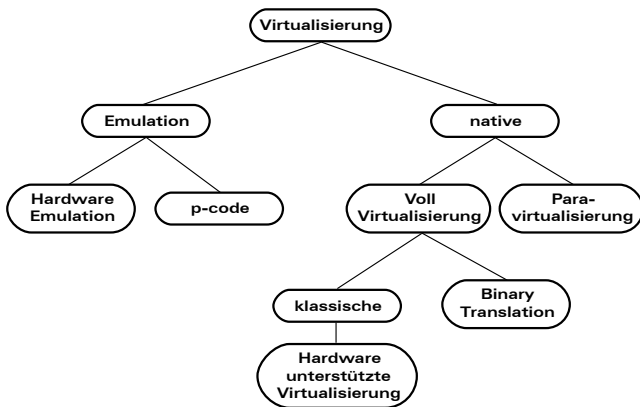 Virtualisierung
Emulation
native
Hardware
Emulation
p-code
Voll
Virtualisierung
Para-
virtualisierung
klassische
Binary
Translation
Hardware
unterstützte
Virtualisierung